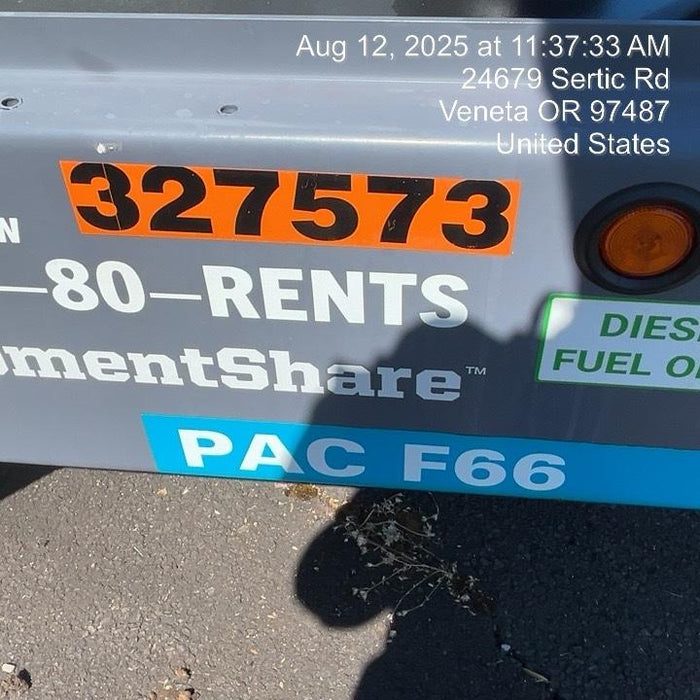 Aug 12, 2025 at 11:37:33 AM
24679 Sertic Rd
Veneta OR 97487
United States
327573
N
—80—RENTS
mentShare™
DIES
FUEL O
PAC F66